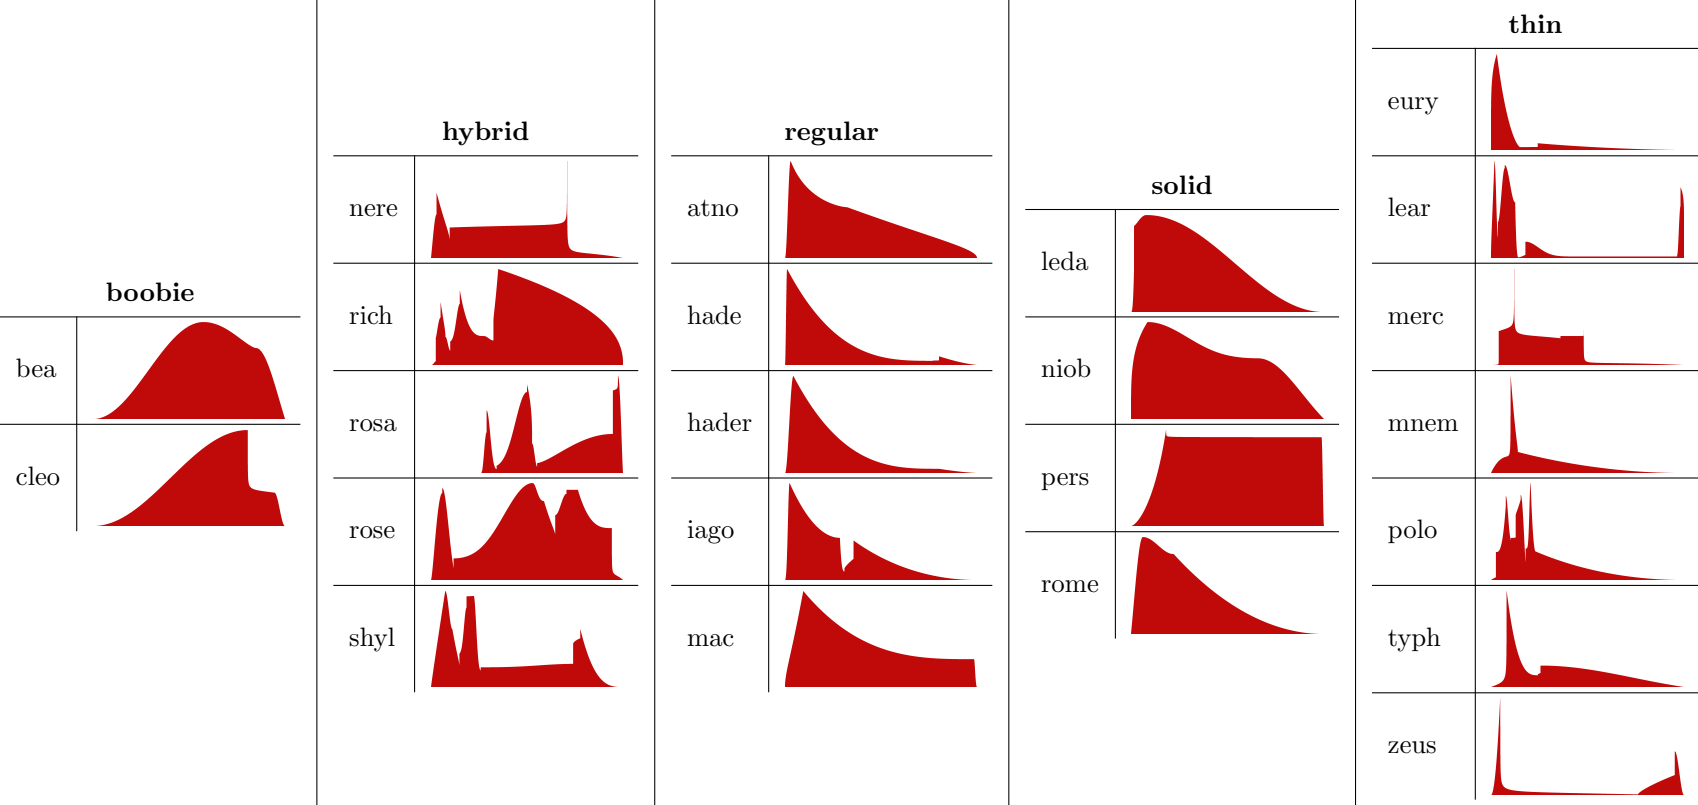 boobie
bea
cleo
hybrid
nere
rich
rosa
rose
shyl
regular
atno
hade
hader
iago
mac
solid
leda
niob
pers
rome
thin
eury
lear
merc
mnem
polo
typh
zeus